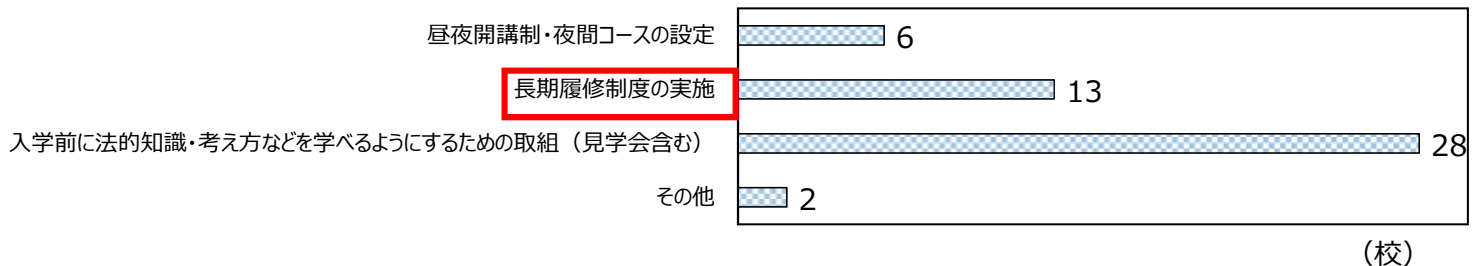 昼夜開講制・夜間コースの設定 6
長期履修制度の実施 13
入学前に法的知識・考え方などを学べるようにするための取組（見学会含む） 28
その他 2
（校）